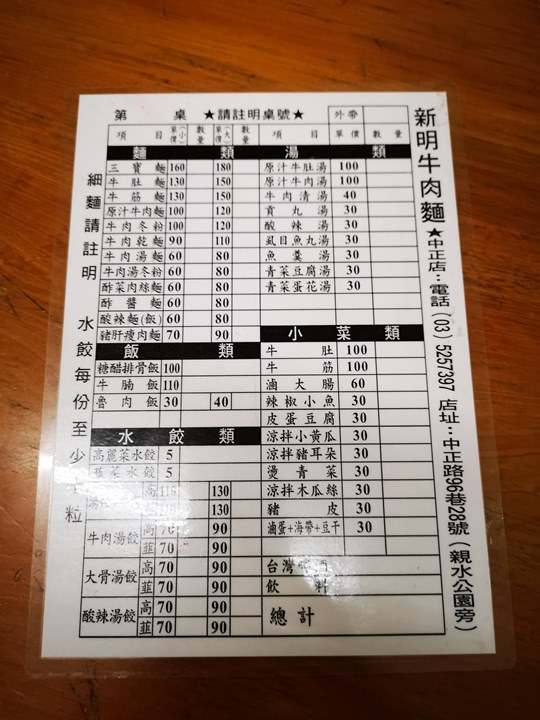 第 桌 ★請註明桌號★ 外帶
項 目 單價(小) 數量 單價(大) 數量 項 目 單價 數量
麵 類
三寶麵 160 180
牛肚麵 130 150
牛筋麵 130 150
原汁牛肉麵 100 120
牛肉冬粉 100 120
牛肉乾麵 90 110
牛肉湯麵 60 80
牛肉湯冬粉 60 80
酢菜肉絲麵 60 80
酢醬麵 60 80
酸辣麵(飯) 60 80
豬肝瘦肉麵 70 90
飯 類
糖醋排骨飯 100
牛腩飯 110
魯肉飯 30 40
水 餃 類
高麗菜水餃 5
韮菜水餃 5
高 110 130
130
牛肉湯餃 高 70 90
韮 70 90
大骨湯餃 高 70 90
韮 70 90
酸辣湯餃 高 70 90
韮 70 90
湯 類
原汁牛肚湯 100
原汁牛肉湯 100
牛肉清湯 40
貢丸湯 30
酸辣湯 30
虱目魚丸湯 30
魚羹湯 30
青菜豆腐湯 30
青菜蛋花湯 30
小 菜 類
牛肚 100
牛筋 100
滷大腸 60
辣椒小魚 30
皮蛋豆腐 30
涼拌小黃瓜 30
涼拌豬耳朵 30
燙青菜 30
涼拌木瓜絲 30
豬皮 30
滷蛋+海帶+豆干 30
台灣
飲料
總計
細麵請註明 水餃每份至少十粒
新明牛肉麵★中正店：電話(03)5257397 店址：中正路96巷28號（親水公園旁）